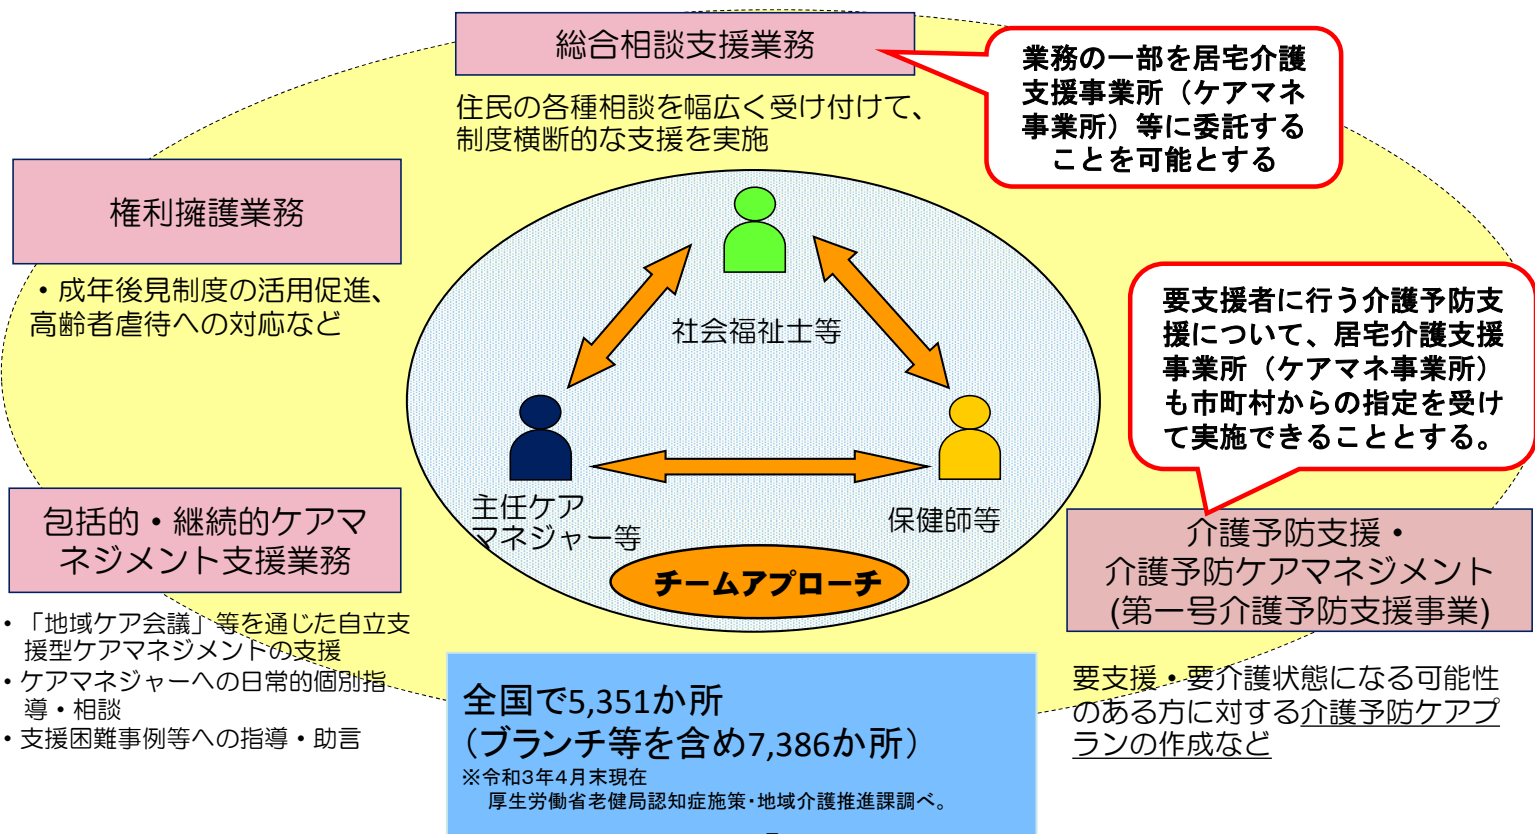 総合相談支援業務
業務の一部を居宅介護
支援事業所（ケアマネ
事業所）等に委託する
ことを可能とする
住民の各種相談を幅広く受け付けて、
制度横断的な支援を実施
権利擁護業務
・成年後見制度の活用促進、
高齢者虐待への対応など
社会福祉士等
要支援者に行う介護予防支
援について、居宅介護支援
事業所（ケアマネ事業所）
も市町村からの指定を受け
て実施できることとする。
主任ケア
マネジャー等
保健師等
チームアプローチ
包括的・継続的ケアマ
ネジメント支援業務
・「地域ケア会議」等を通じた自立支
援型ケアマネジメントの支援
・ケアマネジャーへの日常的個別指
導・相談
・支援困難事例等への指導・助言
介護予防支援・
介護予防ケアマネジメント
(第一号介護予防支援事業)
要支援・要介護状態になる可能性
のある方に対する介護予防ケアプ
ランの作成など
全国で5,351か所
（ブランチ等を含め7,386か所）
※令和3年4月末現在
厚生労働省老健局認知症施策・地域介護推進課調べ。